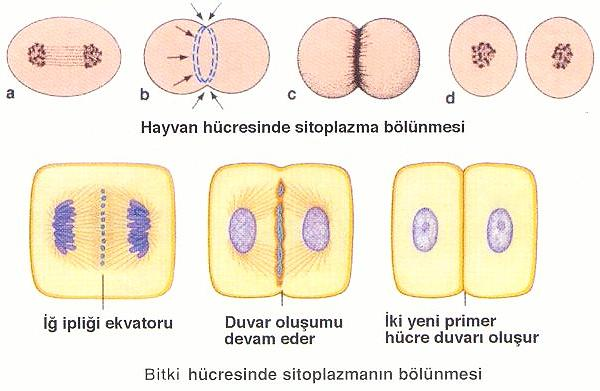 a
b
c
d
Hayvan hücresinde sitoplazma bölünmesi
İğ ipliği ekvatoru
Duvar oluşumu
devam eder
İki yeni primer
hücre duvarı oluşur
Bitki hücresinde sitoplazmanın bölünmesi